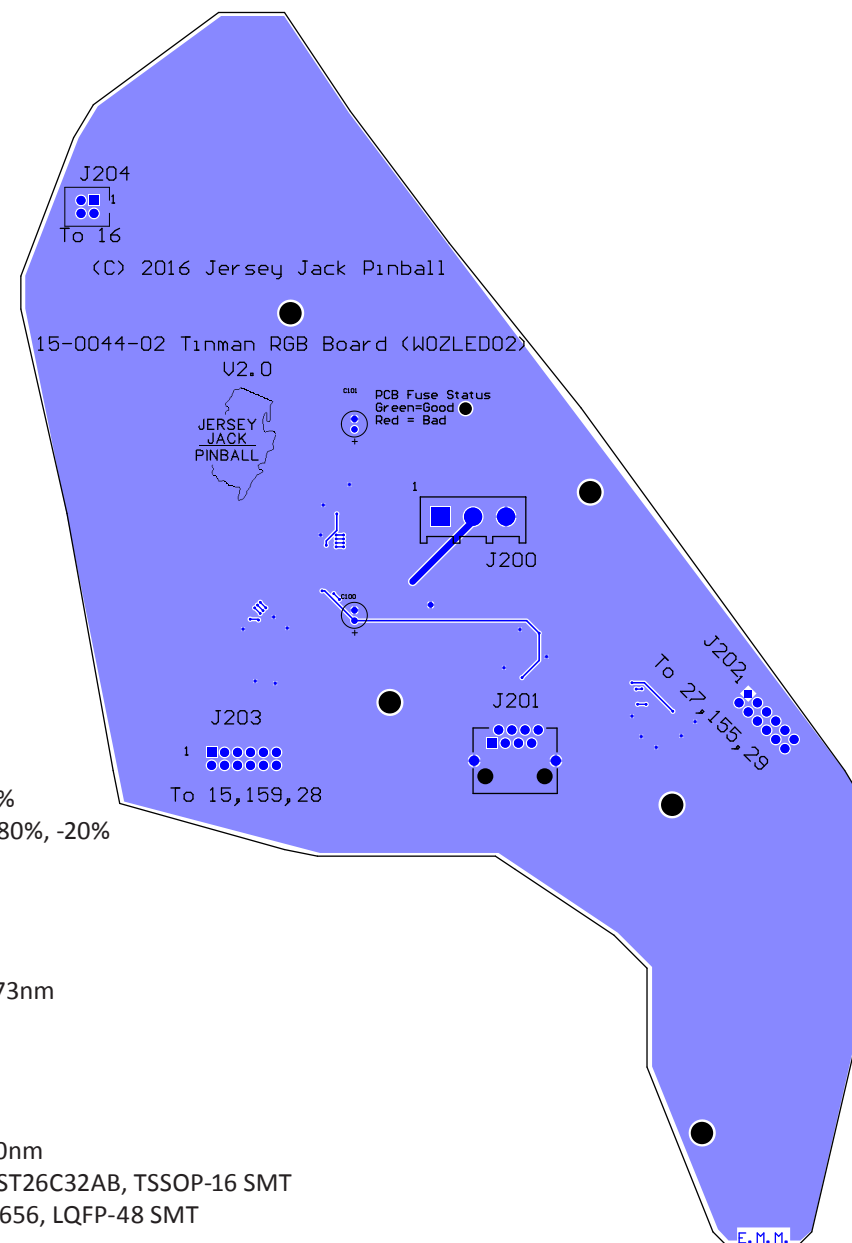 J204
1
To 16
(C) 2016 Jersey Jack Pinball
15-0044-02 Tinman RGB Board (WOZLED02)
V2.0
C101
PCB Fuse Status
Green=Good
Red = Bad
+
JERSEY
JACK
PINBALL
1
J200
C100
+
J202
1
To 27,155,29
J201
J203
1
To 15,159,28
%
80%, -20%
73nm
0nm
ST26C32AB, TSSOP-16 SMT
656, LQFP-48 SMT
E.M.M.